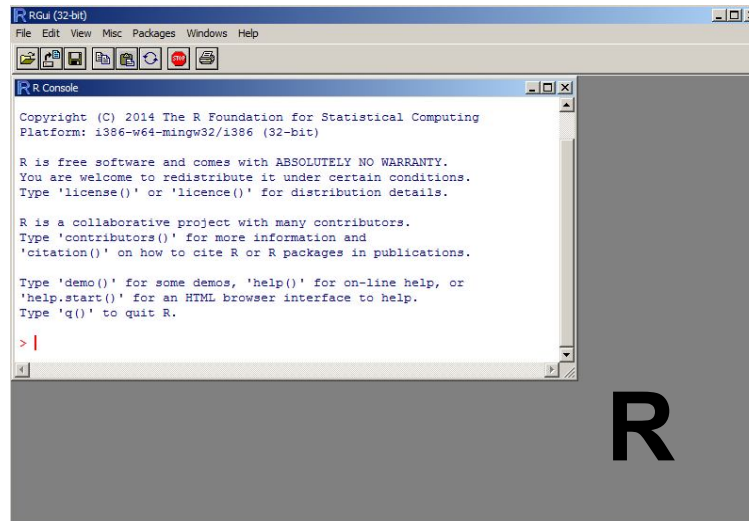 RGui (32-bit)
File Edit View Misc Packages Windows Help
STOP
R Console
Copyright (C) 2014 The R Foundation for Statistical Computing
Platform: i386-w64-mingw32/i386 (32-bit)
R is free software and comes with ABSOLUTELY NO WARRANTY.
You are welcome to redistribute it under certain conditions.
Type 'license()' or 'licence()' for distribution details.
R is a collaborative project with many contributors.
Type 'contributors()' for more information and
'citation()' on how to cite R or R packages in publications.
Type 'demo()' for some demos, 'help()' for on-line help, or
'help.start()' for an HTML browser interface to help.
Type 'q()' to quit R.
>
R